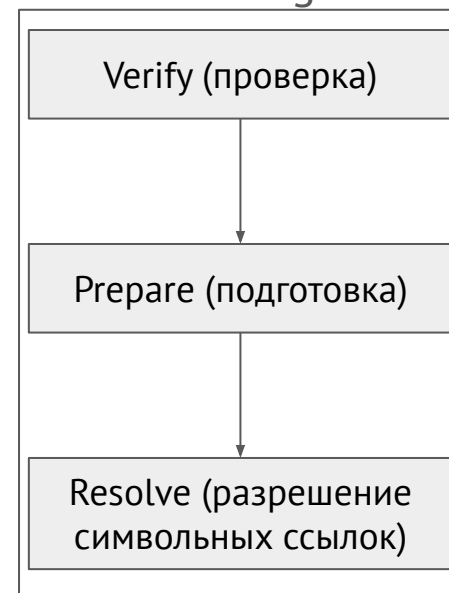 Verify (проверка)
Prepare (подготовка)
Resolve (разрешение
символьных ссылок)